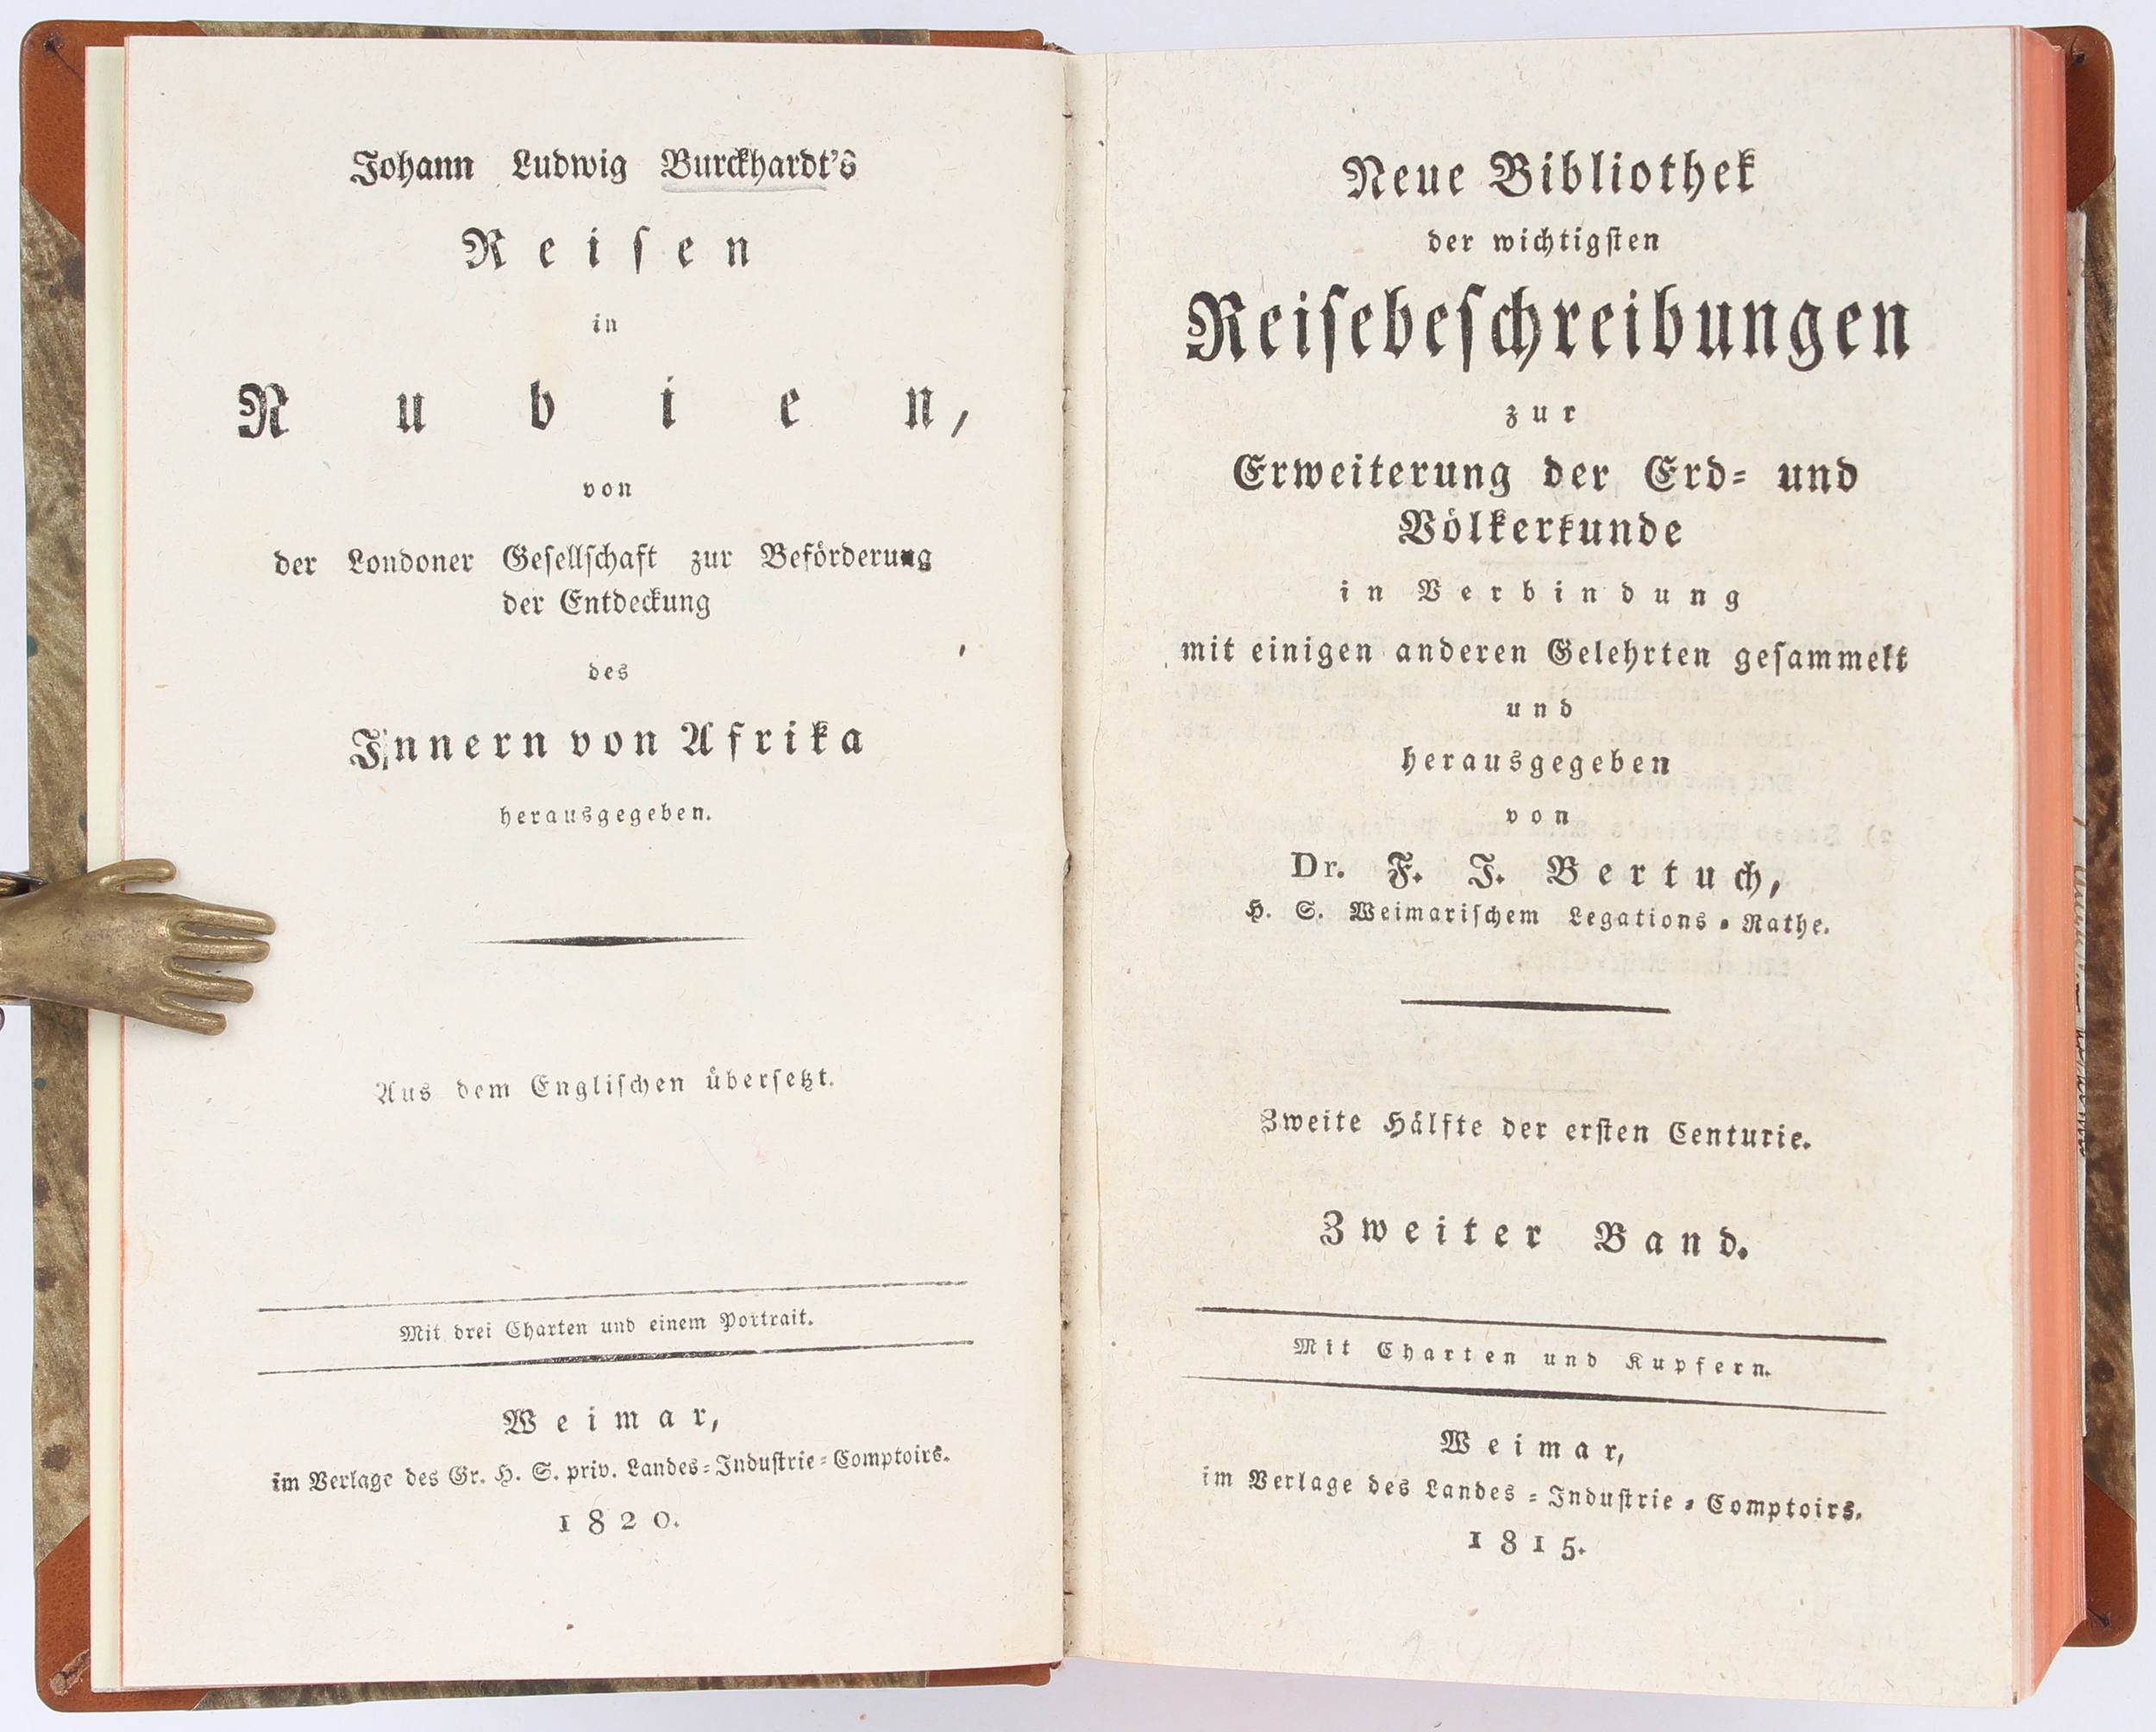 Johann Ludwig Burckhardt's
Reisen
in
Nubien,
von
der Londoner Gesellschaft zur Beförderung
der Entdeckung
des
Innern von Afrika
herausgegeben.
Aus dem Englischen übersetzt.
Mit drei Charten und einem Portrait.
Weimar,
im Verlage des Gr. H. S. priv. Landes-Industrie-Comptoirs.
1820.
Neue Bibliothek
der wichtigsten
Reisebeschreibungen
zur
Erweiterung der Erd- und
Völkerkunde
in Verbindung
mit einigen anderen Gelehrten gesammelt
und
herausgegeben
von
Dr. F. J. Bertuch,
H. S. Weimarischem Legations-Rathe.
Zweite Hälfte der ersten Centurie.
Zweiter Band.
Mit Charten und Kupfern.
Weimar,
im Verlage des Landes-Industrie-Comptoirs.
1815.